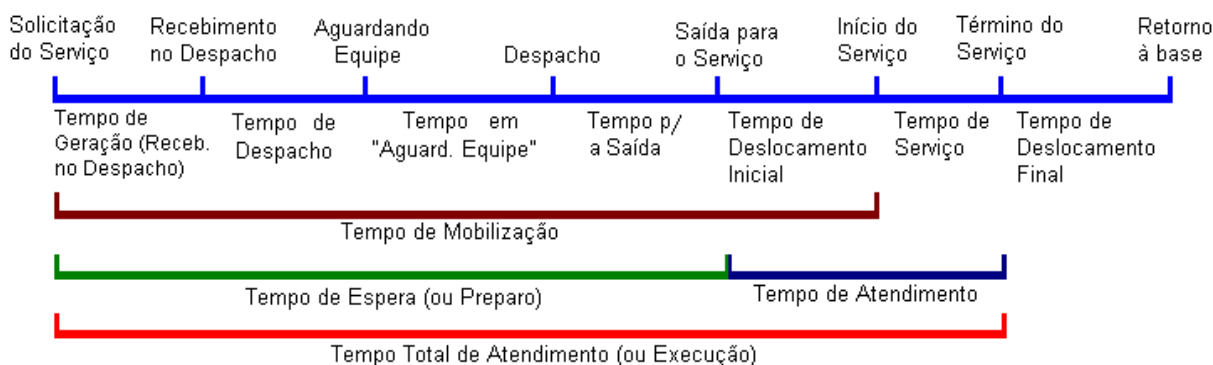 Solicitação
do Serviço
Recebimento
no Despacho
Aguardando
Equipe
Despacho
Saída para
o Serviço
Início do
Serviço
Término do
Serviço
Retorno
à base
Tempo de
Geração (Receb.
no Despacho)
Tempo de
Despacho
Tempo em
"Aguard. Equipe"
Tempo p/
a Saída
Tempo de
Deslocamento
Inicial
Tempo de
Serviço
Tempo de
Deslocamento
Final
Tempo de Mobilização
Tempo de Espera (ou Preparo)
Tempo de Atendimento
Tempo Total de Atendimento (ou Execução)